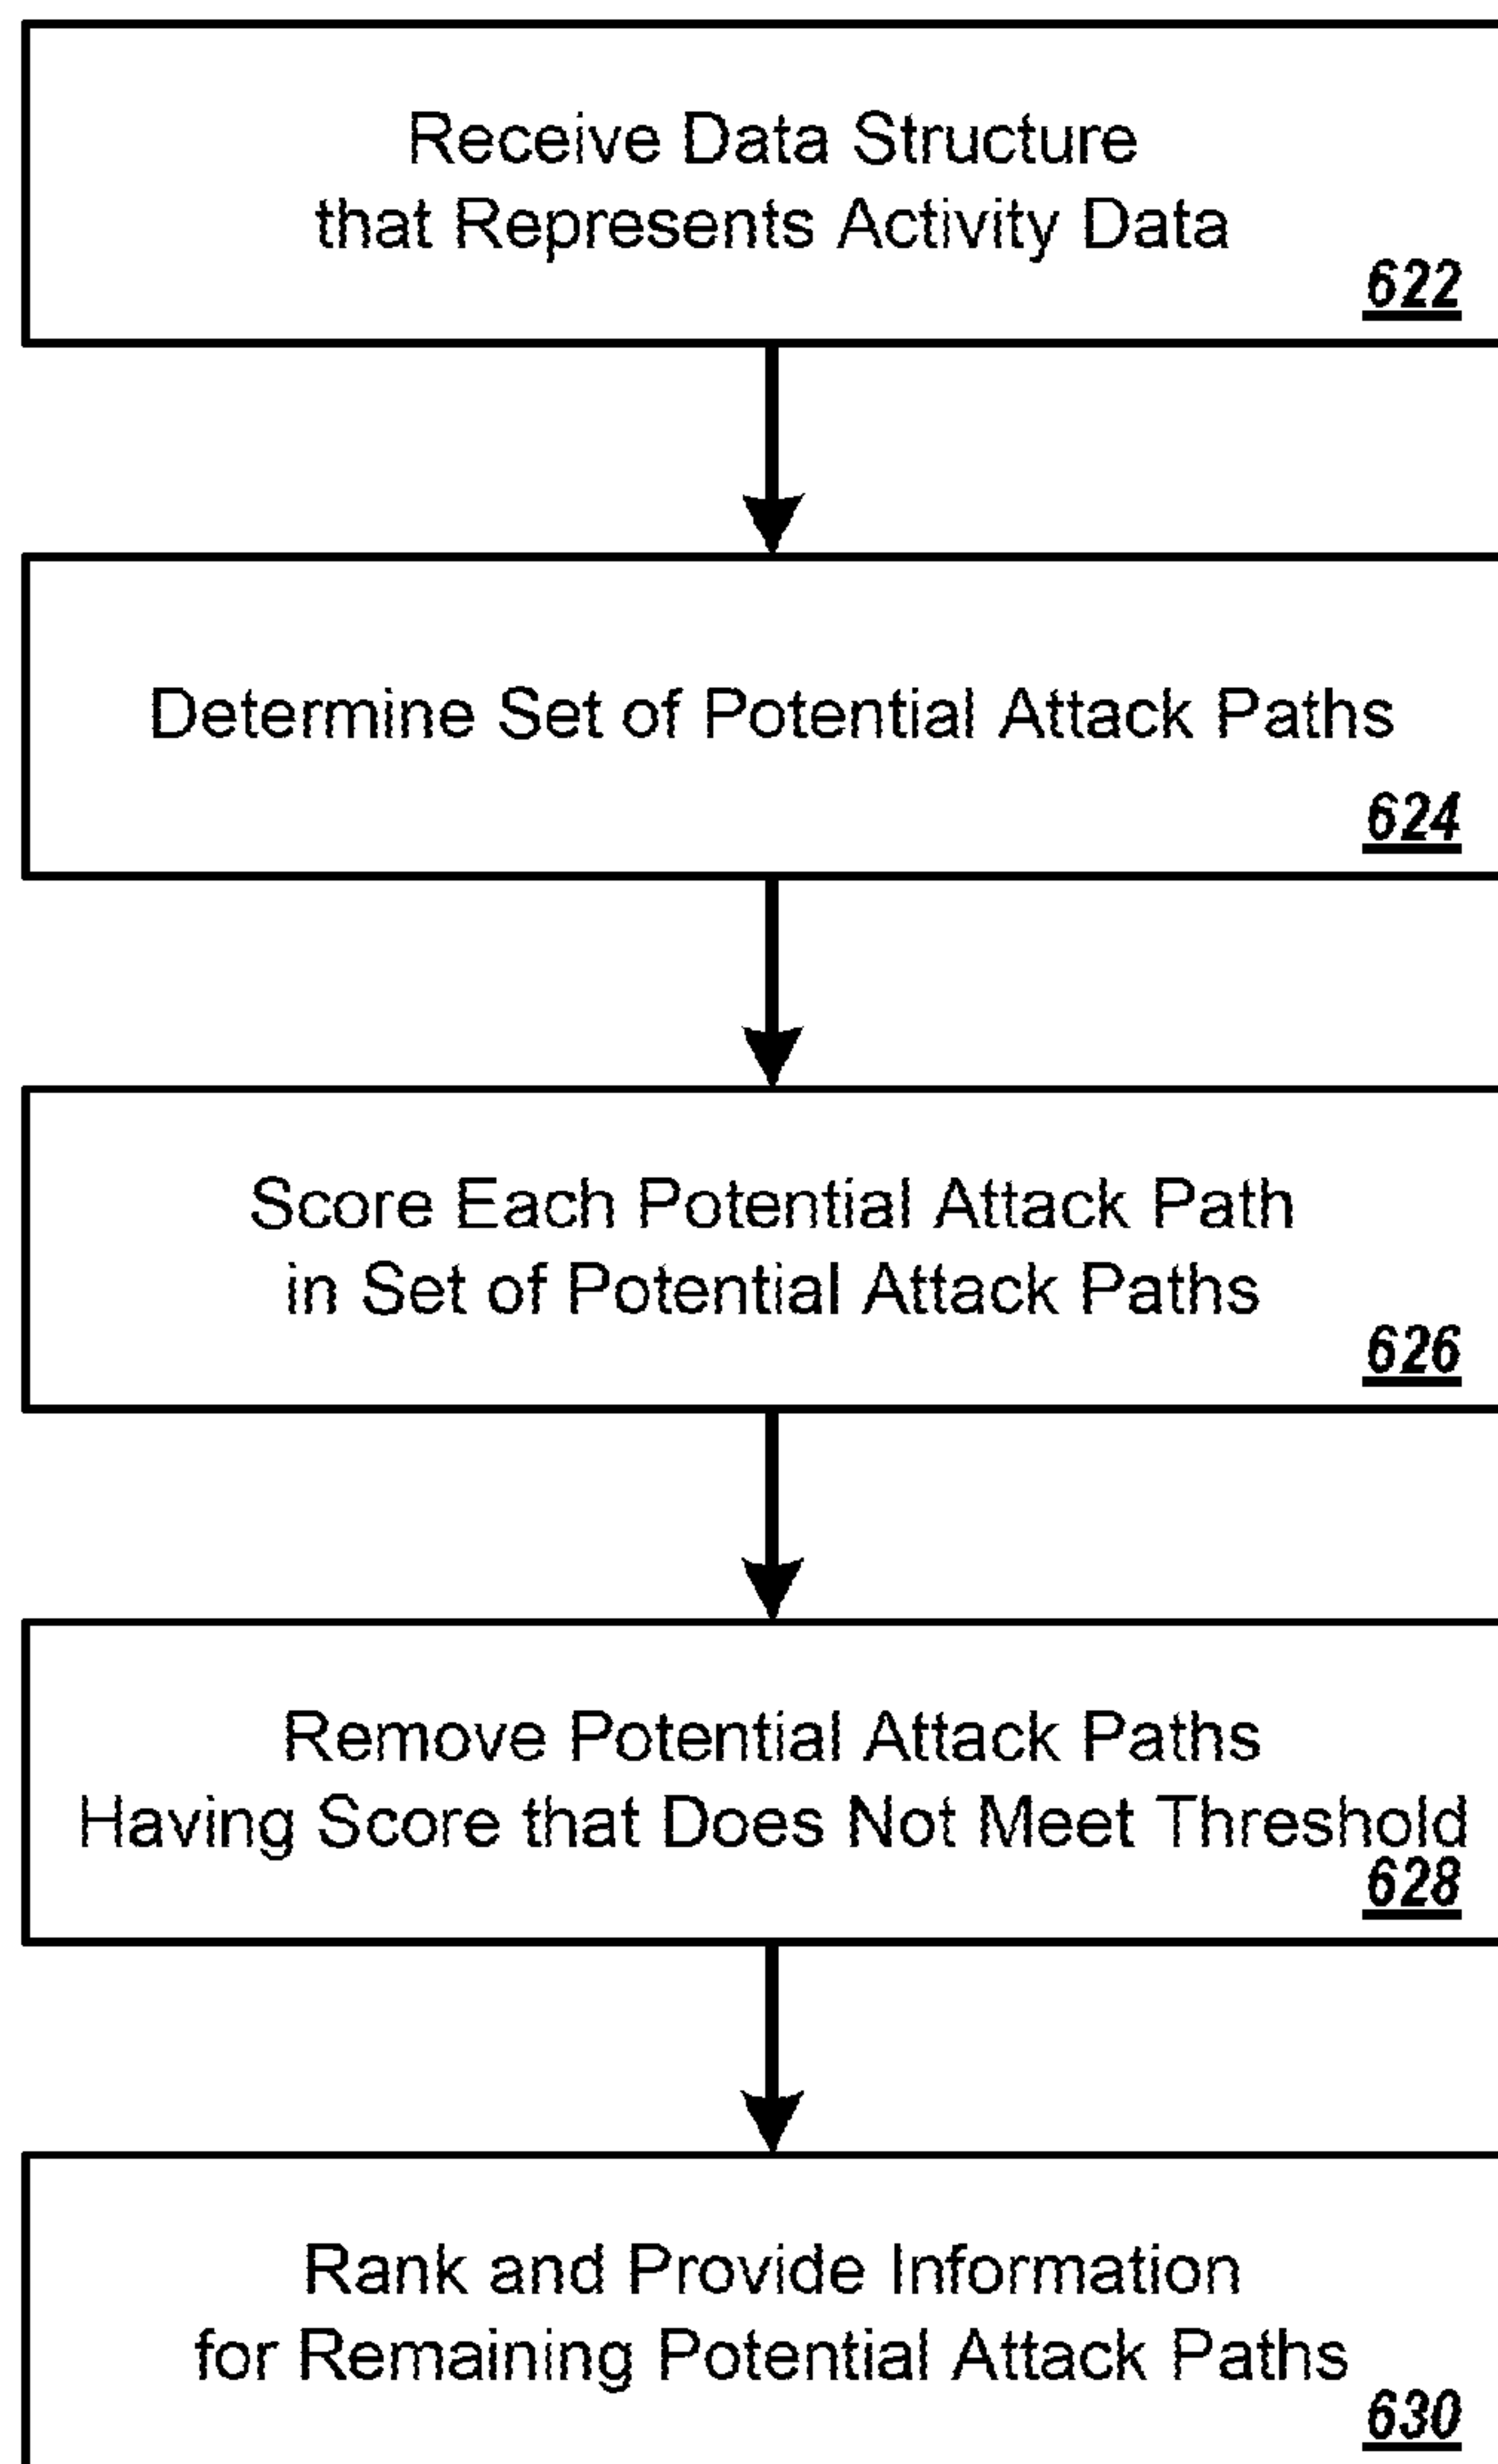 Receive Data Structure
that Represents Activity Data
622
Determine Set of Potential Attack Paths
624
Score Each Potential Attack Path
in Set of Potential Attack Paths
626
Remove Potential Attack Paths
Having Score that Does Not Meet Threshold
628
Rank and Provide Information
for Remaining Potential Attack Paths
630